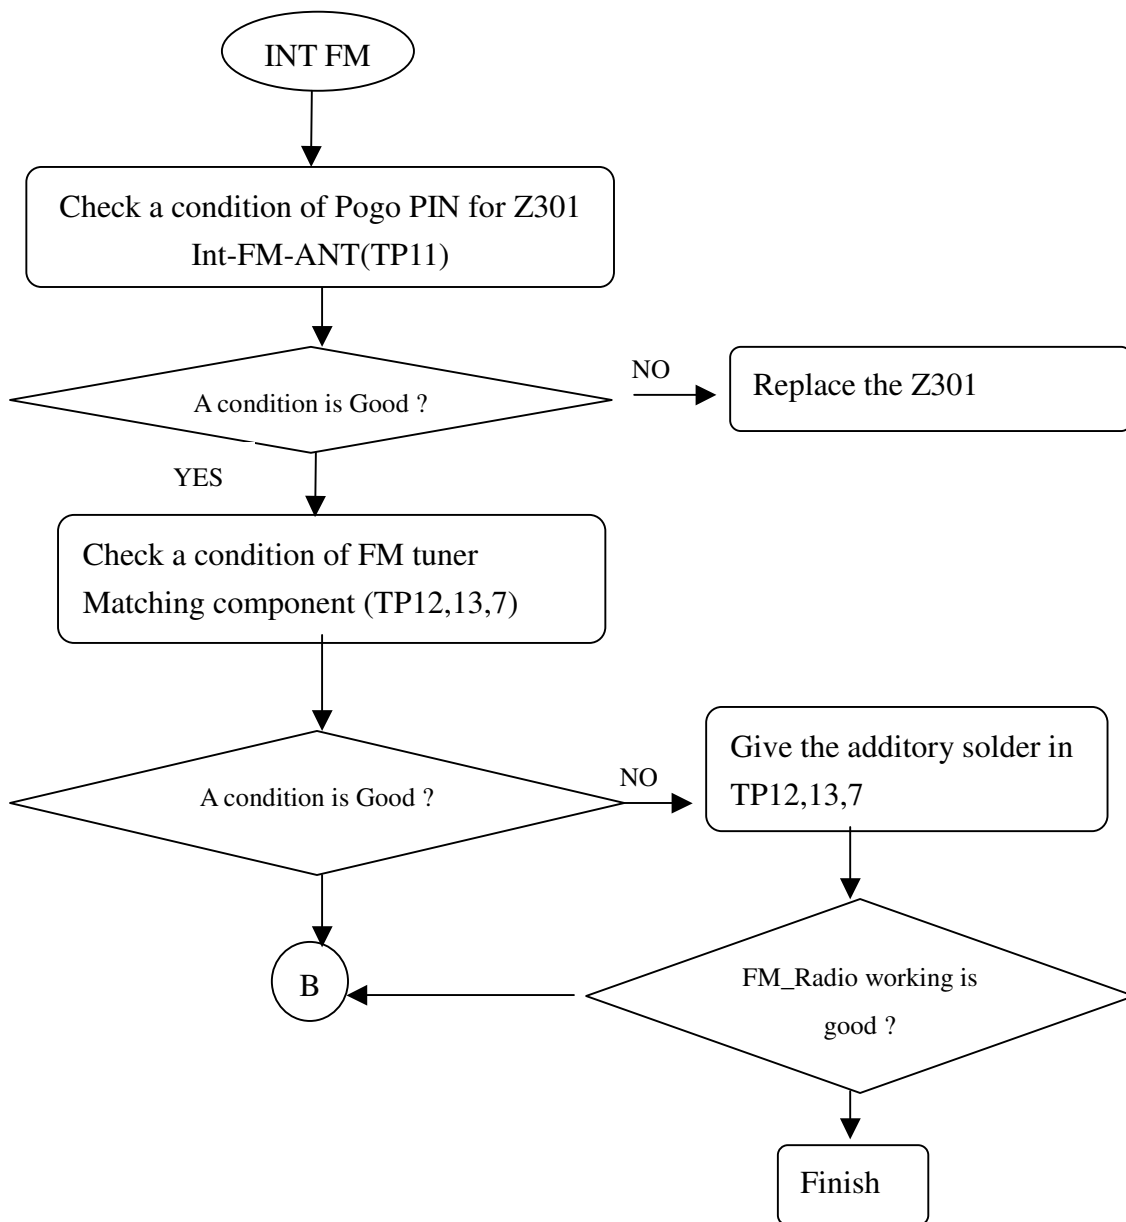 INT FM
Check a condition of Pogo PIN for Z301
Int-FM-ANT(TP11)
A condition is Good ?
NO
Replace the Z301
YES
Check a condition of FM tuner
Matching component (TP12,13,7)
A condition is Good ?
NO
Give the additory solder in
TP12,13,7
B
FM_Radio working is
good ?
Finish